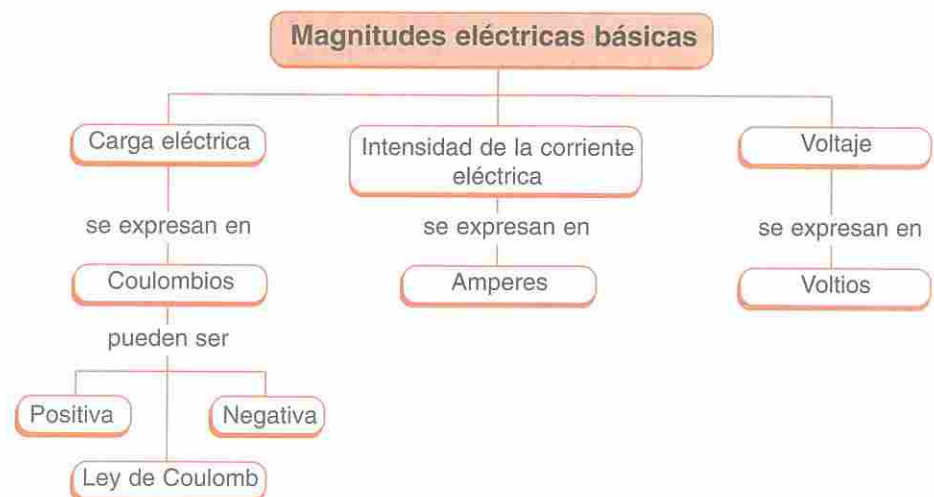 Magnitudes eléctricas básicas
Carga eléctrica
Intensidad de la corriente
eléctrica
Voltaje
se expresan en
se expresan en
se expresan en
Coulombios
Amperes
Voltios
pueden ser
Positiva
Negativa
Ley de Coulomb